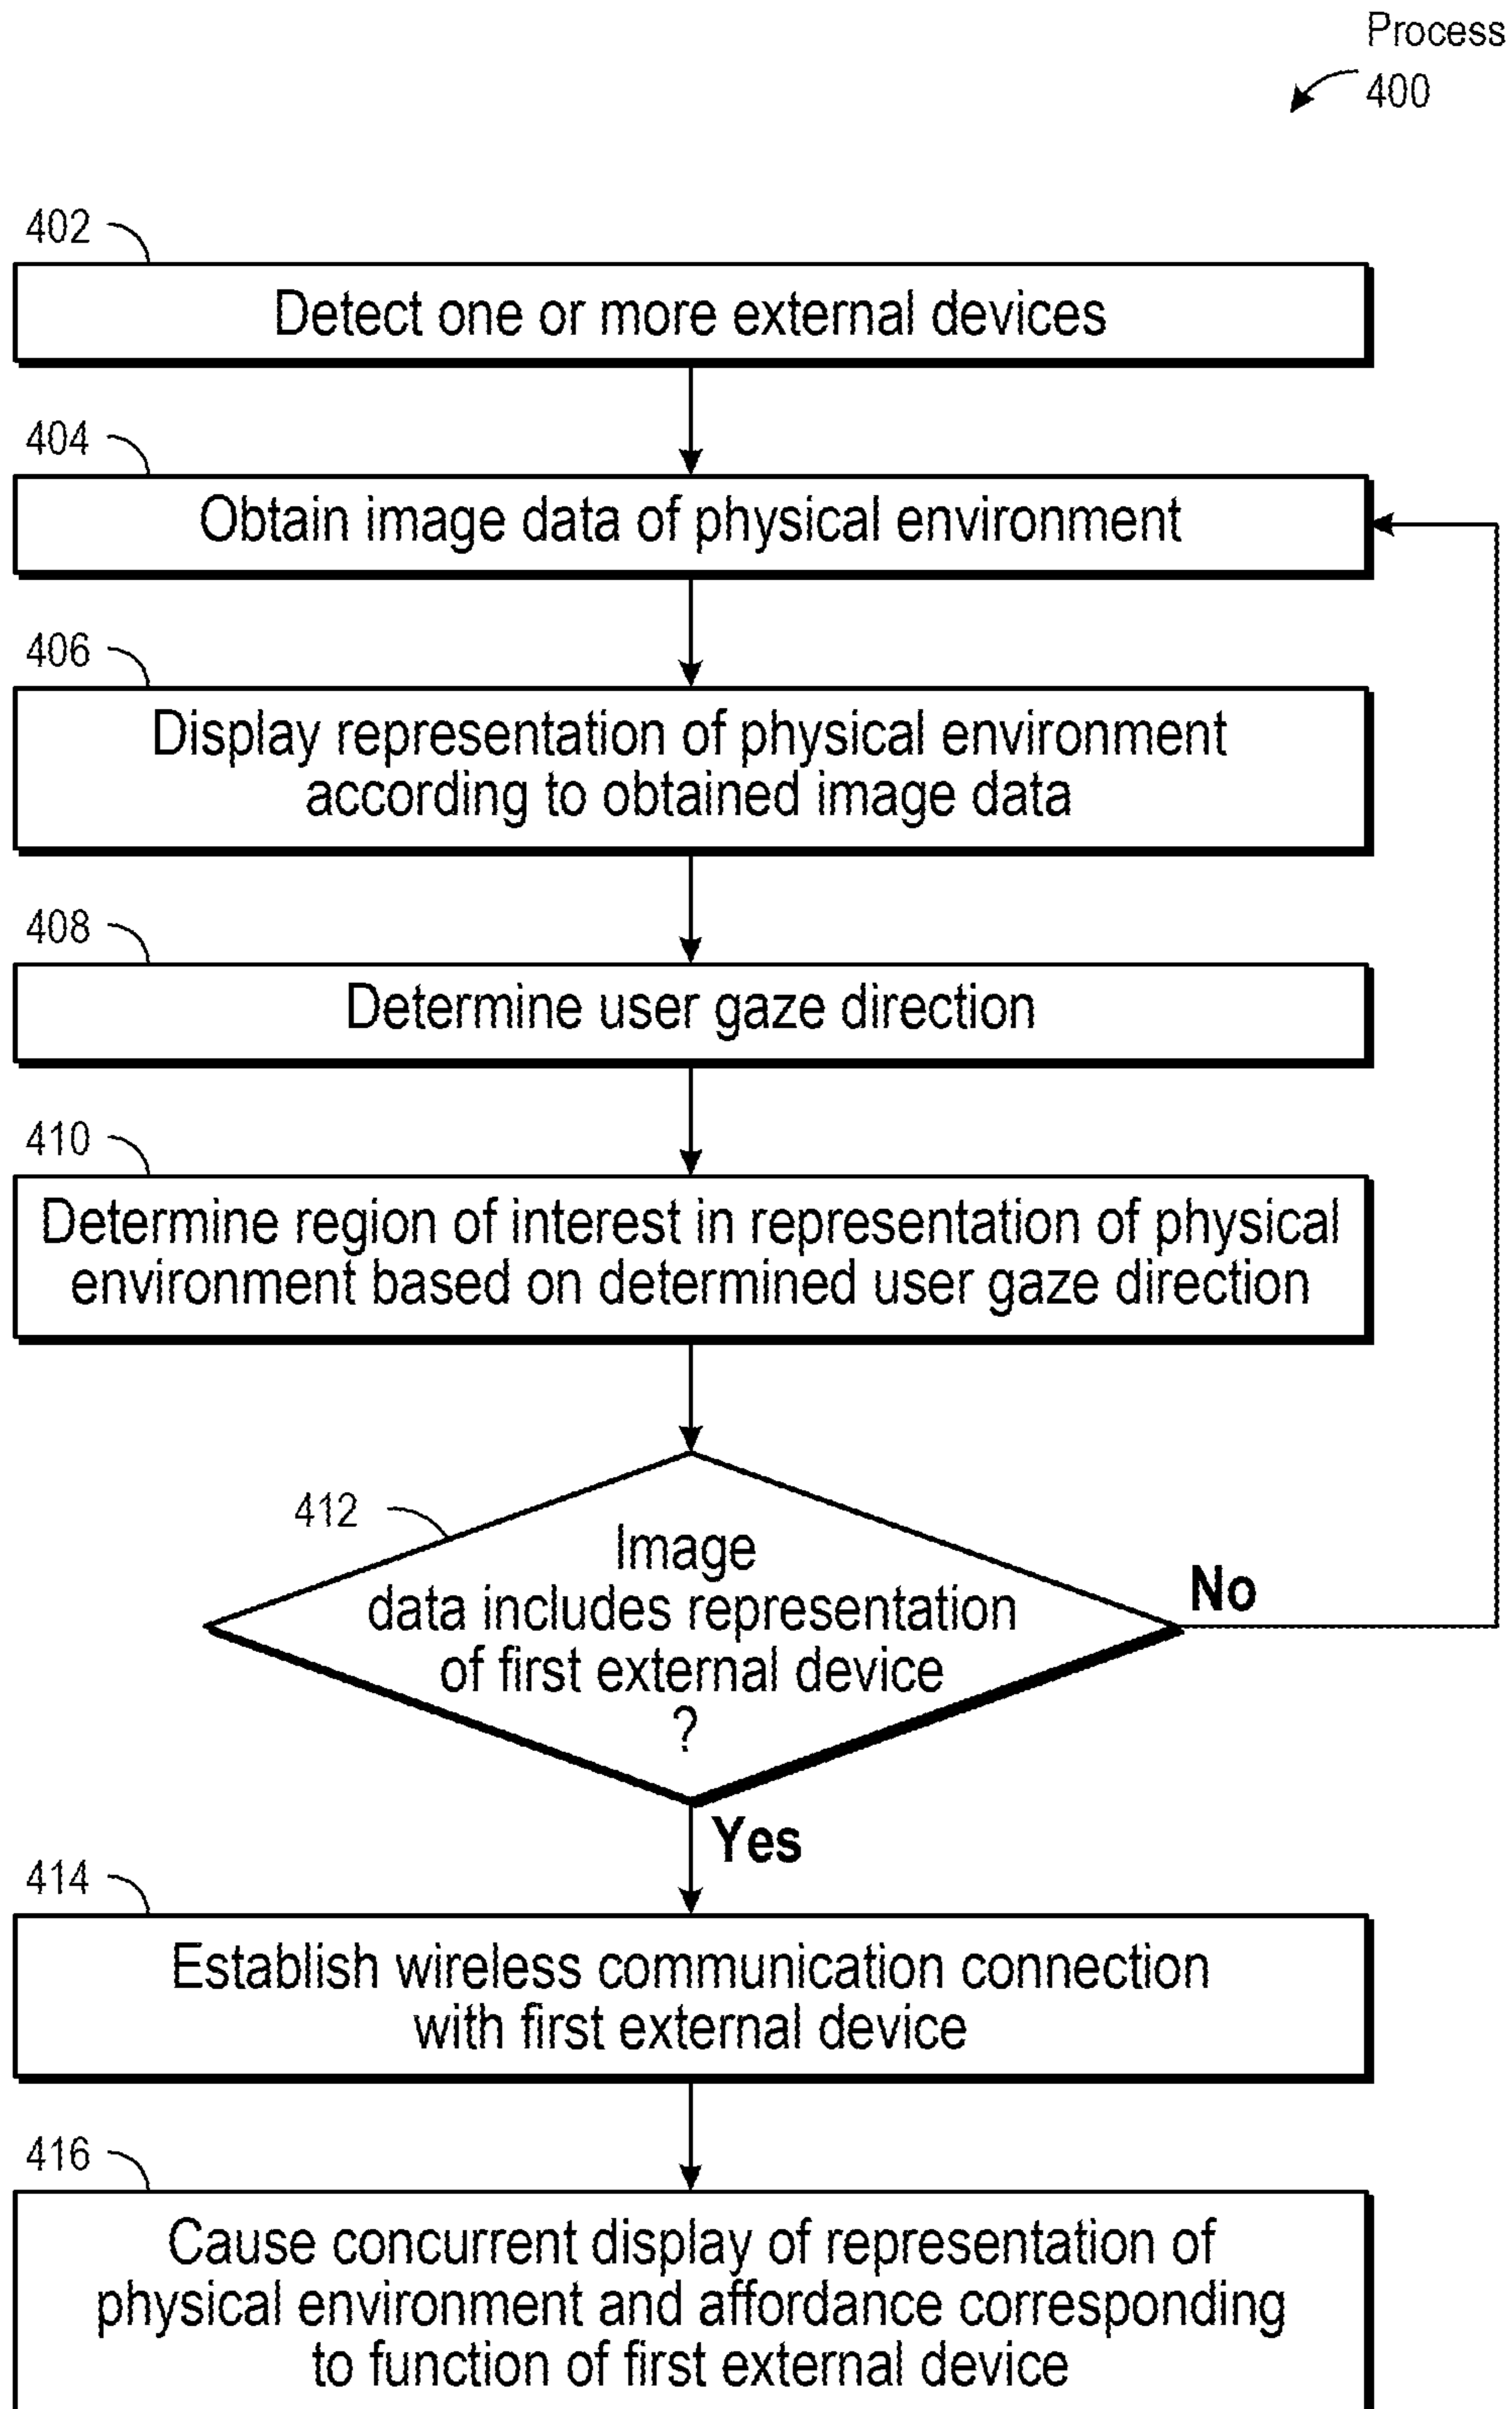 Process
400
402
Detect one or more external devices
404
Obtain image data of physical environment
406
Display representation of physical environment
according to obtained image data
408
Determine user gaze direction
410
Determine region of interest in representation of physical
environment based on determined user gaze direction
412
Image
data includes representation
of first external device
?
No
Yes
414
Establish wireless communication connection
with first external device
416
Cause concurrent display of representation of
physical environment and affordance corresponding
to function of first external device